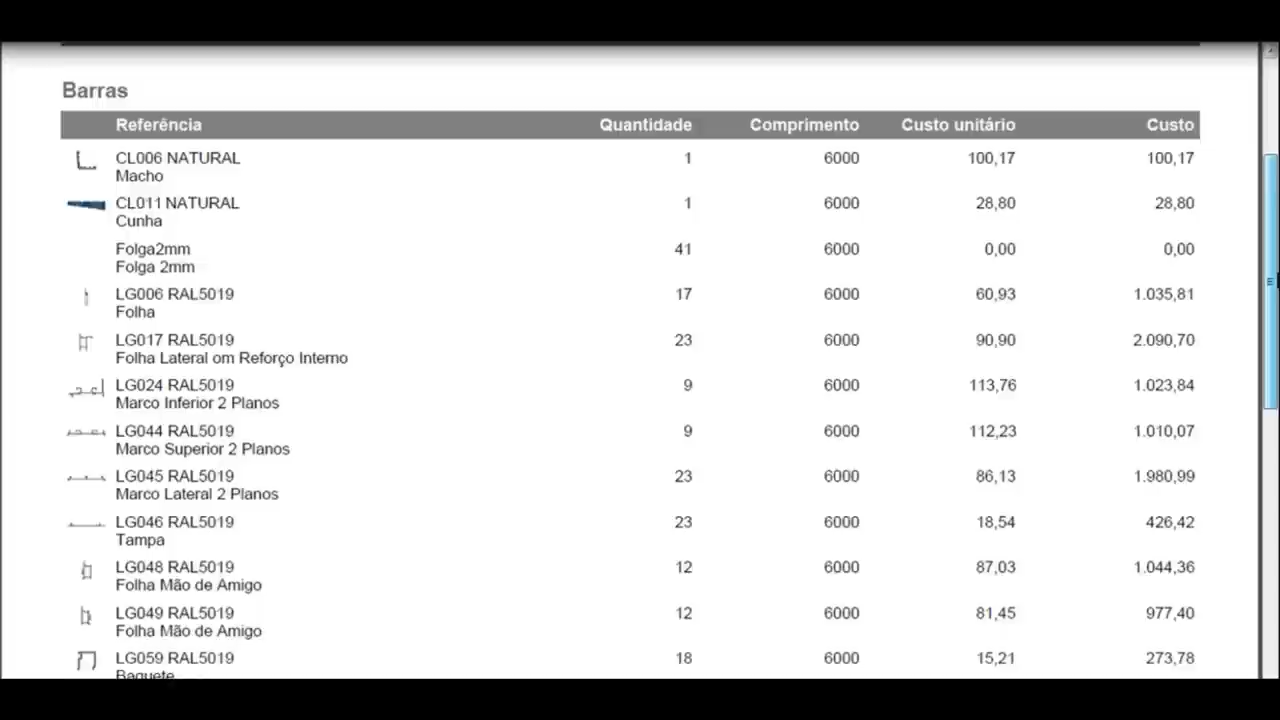 Barras
Referência Quantidade Comprimento Custo unitário Custo
CL006 NATURAL 1 6000 100,17 100,17
Macho
CL011 NATURAL 1 6000 28,80 28,80
Cunha
Folga2mm 41 6000 0,00 0,00
Folga 2mm
LG006 RAL5019 17 6000 60,93 1.035,81
Folha
LG017 RAL5019 23 6000 90,90 2.090,70
Folha Lateral om Reforço Interno
LG024 RAL5019 9 6000 113,76 1.023,84
Marco Inferior 2 Planos
LG044 RAL5019 9 6000 112,23 1.010,07
Marco Superior 2 Planos
LG045 RAL5019 23 6000 86,13 1.980,99
Marco Lateral 2 Planos
LG046 RAL5019 23 6000 18,54 426,42
Tampa
LG048 RAL5019 12 6000 87,03 1.044,36
Folha Mão de Amigo
LG049 RAL5019 12 6000 81,45 977,40
Folha Mão de Amigo
LG059 RAL5019 18 6000 15,21 273,78
Baquete